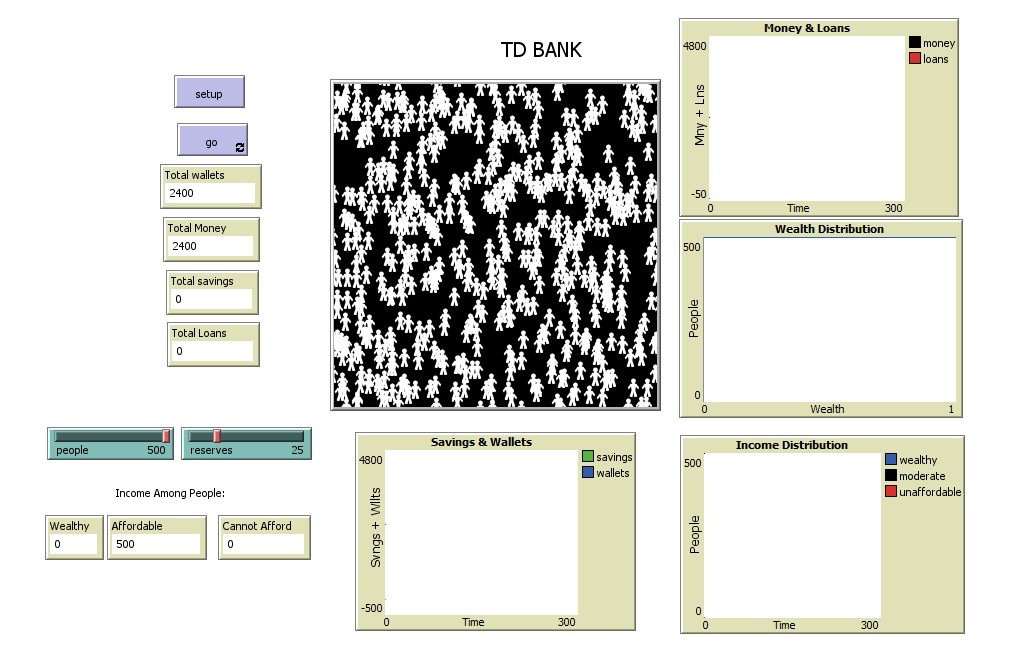 TD BANK
setup
go
Total wallets
2400
Total Money
2400
Total savings
0
Total Loans
0
people 500
reserves 25
Income Among People:
Wealthy
0
Affordable
500
Cannot Afford
0
Money & Loans
4800
Mny + Lns
-50
0 Time 300
money
loans
Wealth Distribution
500
People
0
0 Wealth 1
Savings & Wallets
4800
Svngs + Wllts
-500
0 Time 300
savings
wallets
Income Distribution
500
People
0
0 Time 300
wealthy
moderate
unaffordable